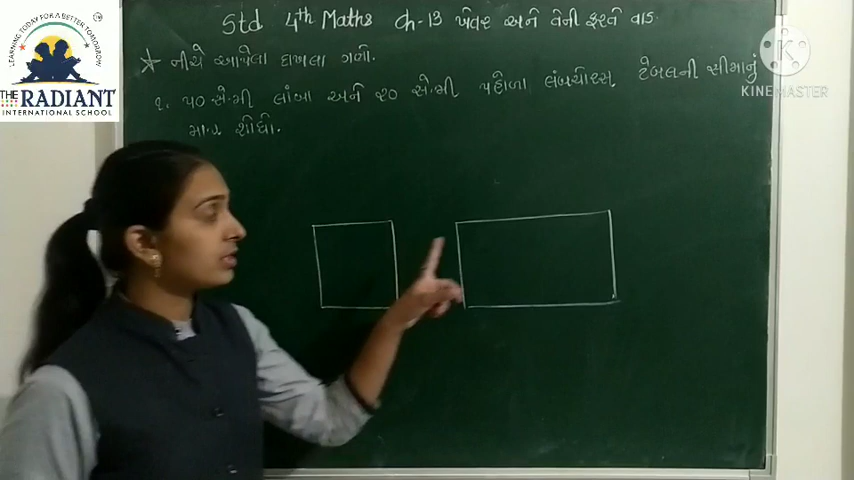 LEARNING TODAY FOR A BETTER TOMORROW
THE RADIANT
INTERNATIONAL SCHOOL
Std 4th Maths Ch-13 ખેતર અને તેની ફરતે વાડ
K
KINEMASTER
★ નીચે આપેલા દાખલા ગણો.
૧. ૫૦ સે.મી લાંબા અને ૨૦ સે.મી પહોળા લંબચોરસ ટેબલની સીમાનું
માપ શોધો.